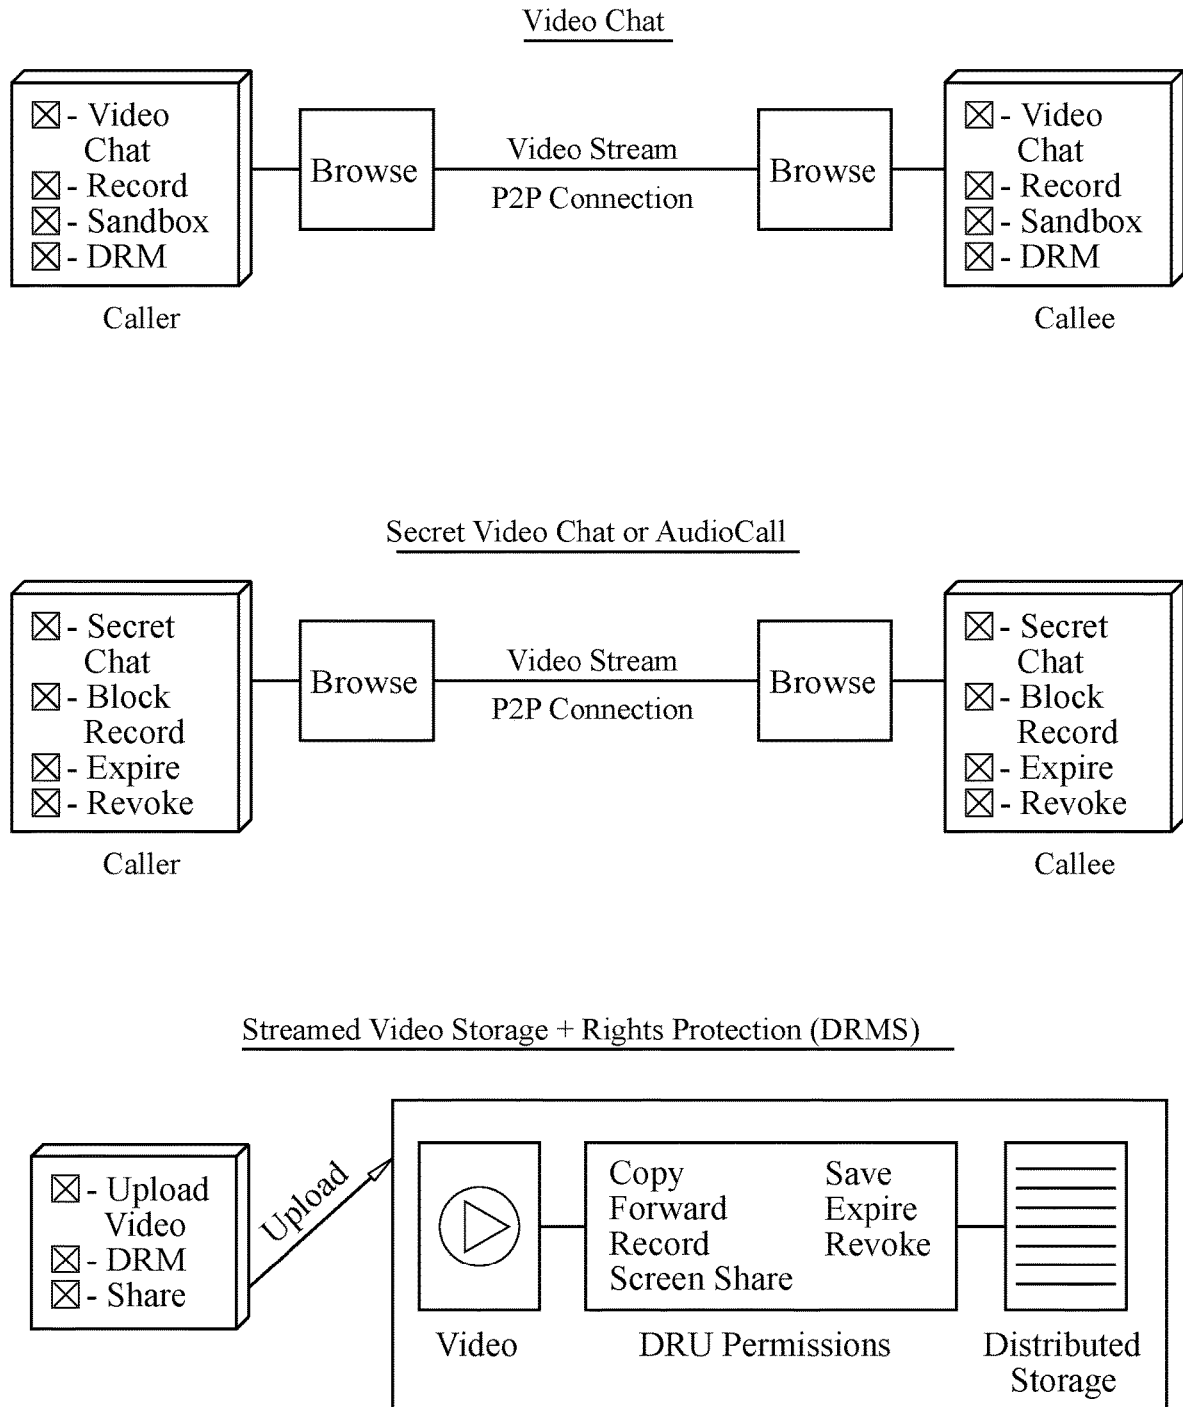 Video Chat
- Video
Chat
- Record
- Sandbox
- DRM
Caller
Browse
Video Stream
P2P Connection
Browse
- Video
Chat
- Record
- Sandbox
- DRM
Callee
Secret Video Chat or AudioCall
- Secret
Chat
- Block
Record
- Expire
- Revoke
Caller
Browse
Video Stream
P2P Connection
Browse
- Secret
Chat
- Block
Record
- Expire
- Revoke
Callee
Streamed Video Storage + Rights Protection (DRMS)
- Upload
Video
- DRM
- Share
Upload
Video
Copy
Forward
Record
Screen Share
Save
Expire
Revoke
DRU Permissions
Distributed
Storage